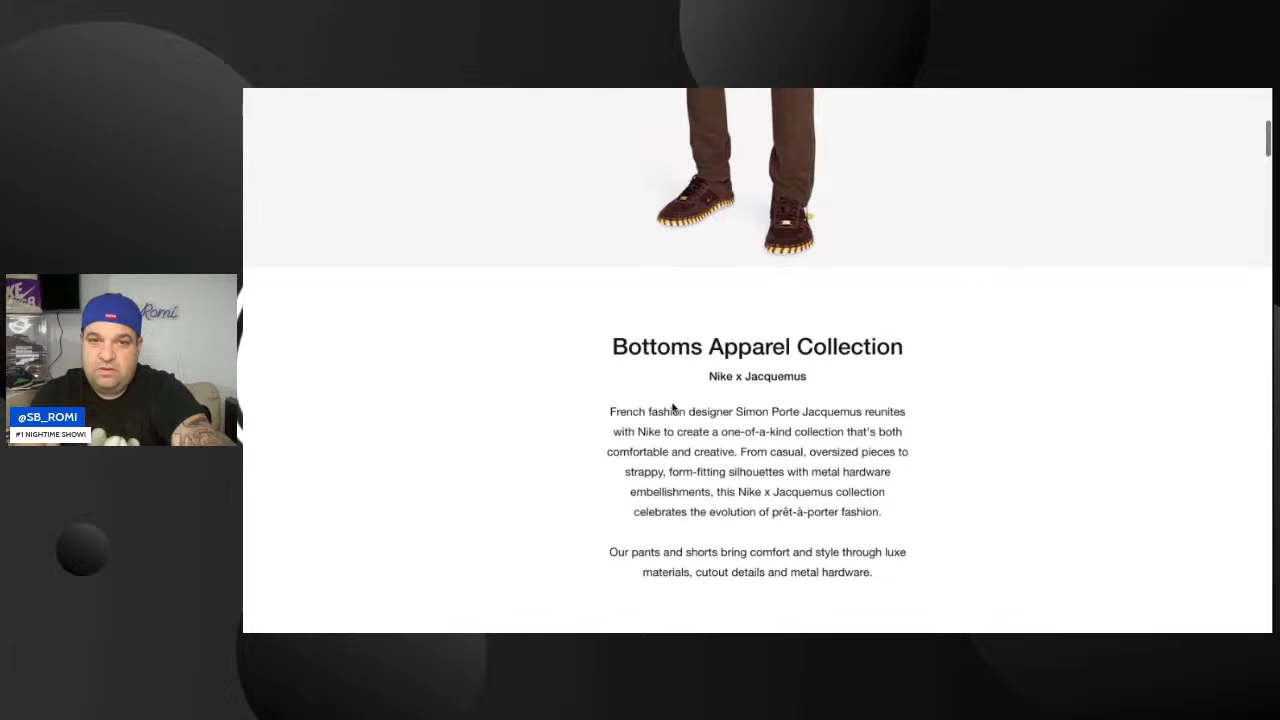 Bottoms Apparel Collection
Nike x Jacquemus
French fashion designer Simon Porte Jacquemus reunites
with Nike to create a one-of-a-kind collection that's both
comfortable and creative. From casual, oversized pieces to
strappy, form-fitting silhouettes with metal hardware
embellishments, this Nike x Jacquemus collection
celebrates the evolution of prêt-à-porter fashion.
Our pants and shorts bring comfort and style through luxe
materials, cutout details and metal hardware.
Romi
@SB_ROMI
#1 NIGHTIME SHOW!